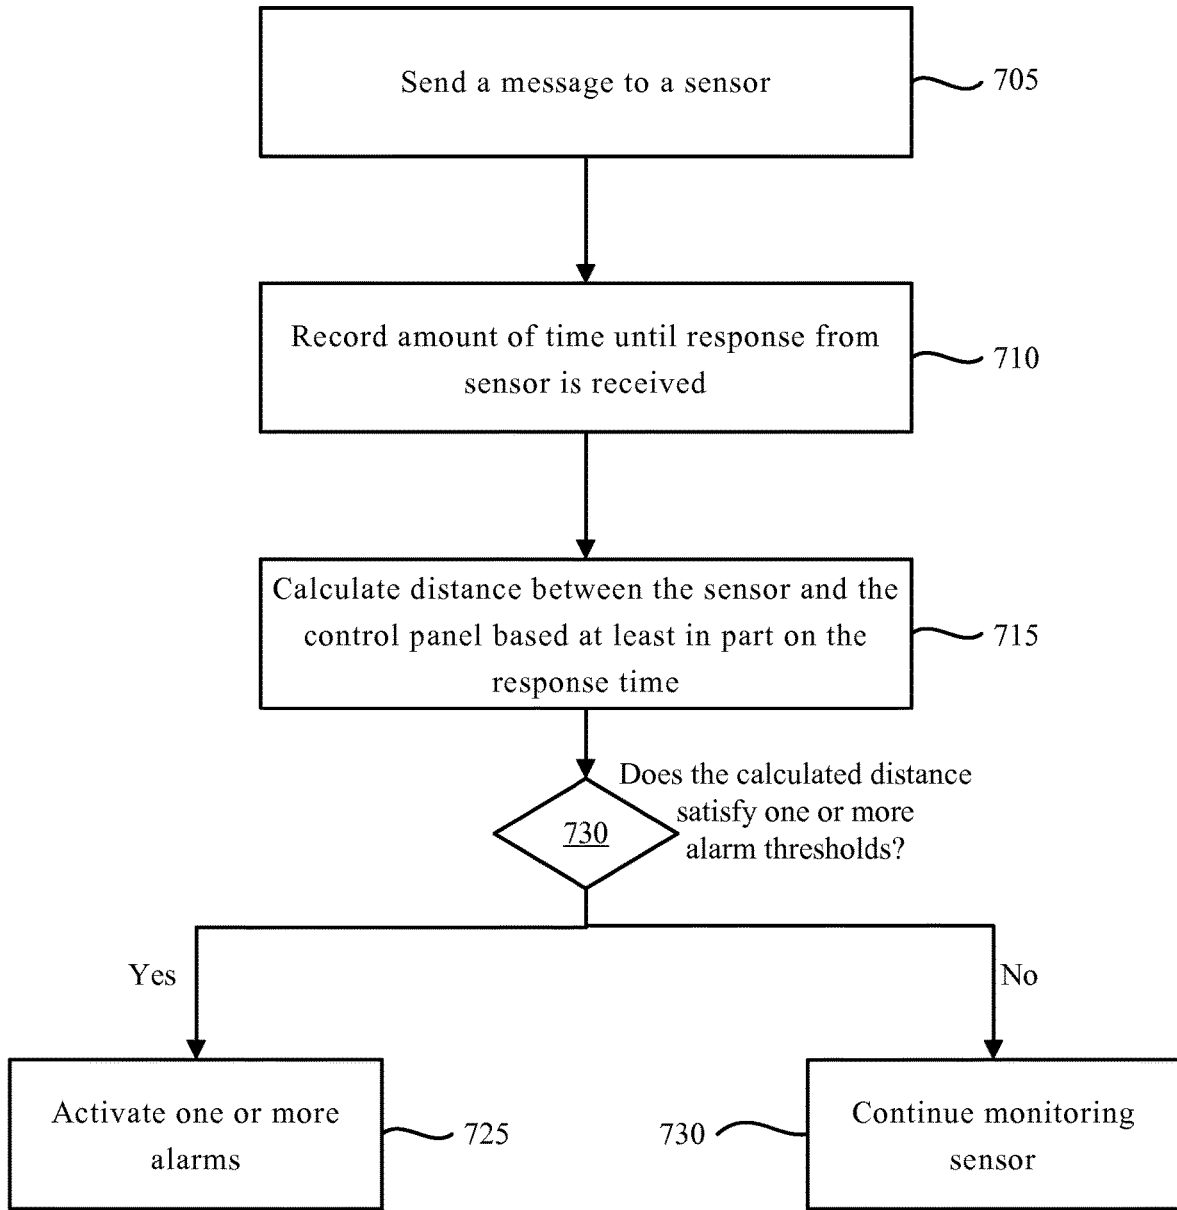 Send a message to a sensor
705
Record amount of time until response from
sensor is received
710
Calculate distance between the sensor and the
control panel based at least in part on the
response time
715
Does the calculated distance
satisfy one or more
alarm thresholds?
730
Yes
No
Activate one or more
alarms
725
730
Continue monitoring
sensor